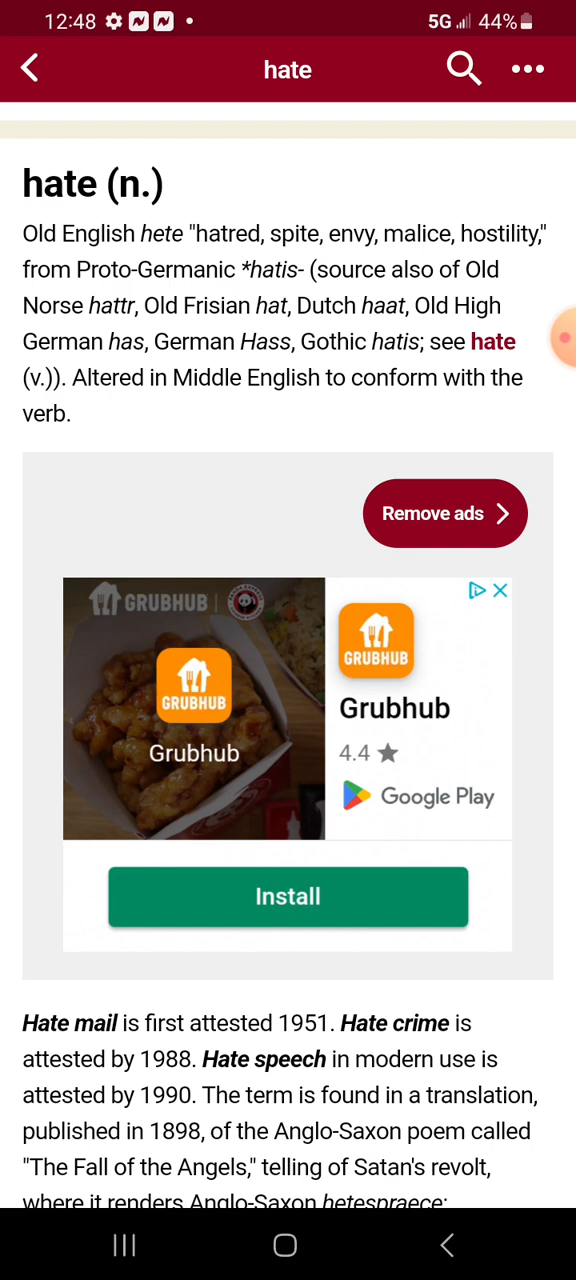 12:48
5G 44%
hate
hate (n.)
Old English hete "hatred, spite, envy, malice, hostility,"
from Proto-Germanic *hatis- (source also of Old
Norse hattr, Old Frisian hat, Dutch haat, Old High
German has, German Hass, Gothic hatis; see hate
(v.)). Altered in Middle English to conform with the
verb.
Remove ads
GRUBHUB
GRUBHUB
Grubhub
GRUBHUB
Grubhub
4.4
Google Play
Install
Hate mail is first attested 1951. Hate crime is
attested by 1988. Hate speech in modern use is
attested by 1990. The term is found in a translation,
published in 1898, of the Anglo-Saxon poem called
"The Fall of the Angels," telling of Satan's revolt,
where it renders Anglo-Saxon hetespraece: